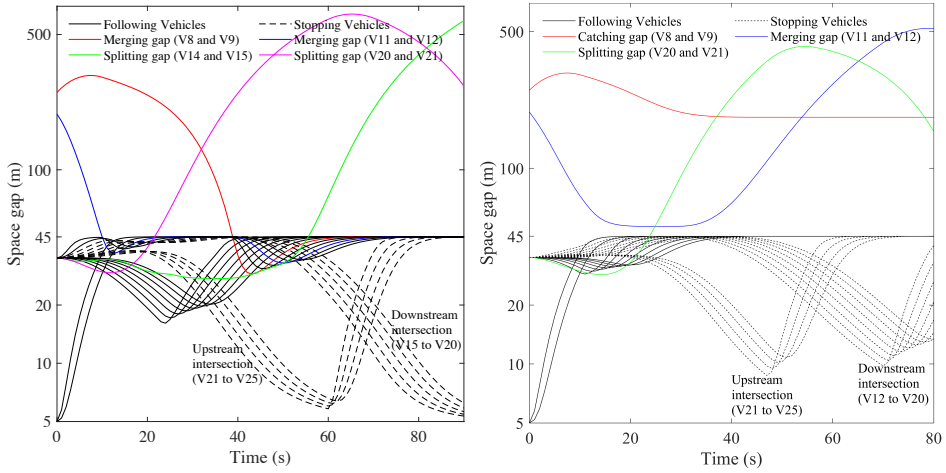 Following Vehicles
Stopping Vehicles
Merging gap (V8 and V9)
Merging gap (V11 and V12)
Splitting gap (V14 and V15)
Splitting gap (V20 and V21)
500
100
45
20
10
5
Space gap (m)
Upstream
intersection
(V21 to V25)
Downstream
intersection
(V15 to V20)
0
20
40
60
80
Time (s)
Following Vehicles
Stopping Vehicles
Catching gap (V8 and V9)
Merging gap (V11 and V12)
Splitting gap (V20 and V21)
500
100
45
20
10
5
Space gap (m)
Upstream
intersection
(V21 to V25)
Downstream
intersection
(V12 to V20)
0
20
40
60
80
Time (s)